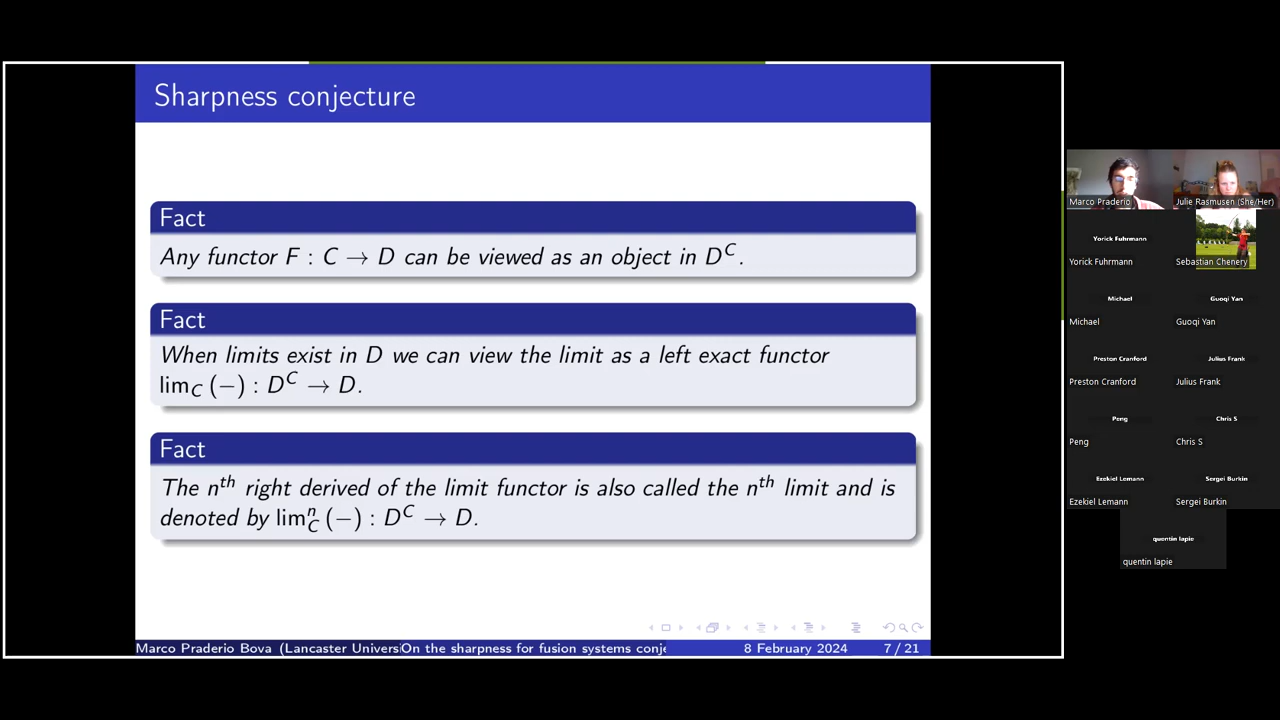 Sharpness conjecture
Fact
Any functor F : C → D can be viewed as an object in D^C.
Fact
When limits exist in D we can view the limit as a left exact functor
lim_C (−) : D^C → D.
Fact
The n^th right derived of the limit functor is also called the n^th limit and is
denoted by lim^n_C (−) : D^C → D.
Marco Praderio Bova (Lancaster Universi On the sharpness for fusion systems conje 8 February 2024 7 / 21
Marco Praderio
Julie Rasmusen (She/Her)
Yorick Fuhrmann
Yorick Fuhrmann
Sebastian Chenery
Michael
Guoqi Yan
Michael
Guoqi Yan
Preston Cranford
Julius Frank
Preston Cranford
Julius Frank
Peng
Chris S
Peng
Chris S
Ezekiel Lemann
Sergei Burkin
Ezekiel Lemann
Sergei Burkin
quentin lapie
quentin lapie